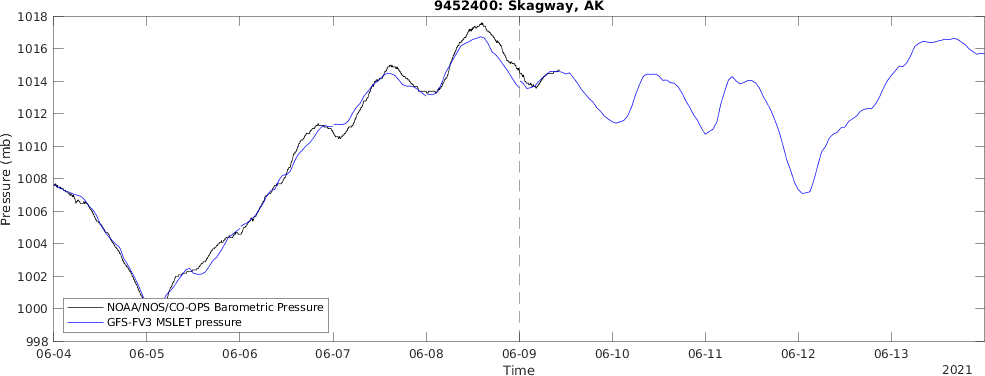 9452400: Skagway, AK
1018
1016
1014
1012
1010
1008
1006
1004
1002
1000
998
Pressure (mb)
NOAA/NOS/CO-OPS Barometric Pressure
GFS-FV3 MSLET pressure
06-04 06-05 06-06 06-07 06-08 06-09 06-10 06-11 06-12 06-13
Time
2021